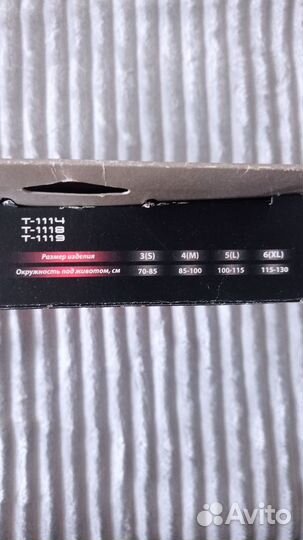 T-1114
T-1118
T-1119
Размер изделия 3(S) 4(M) 5(L) 6(XL)
Окружность под животом, см 70-85 85-100 100-115 115-130
Avito